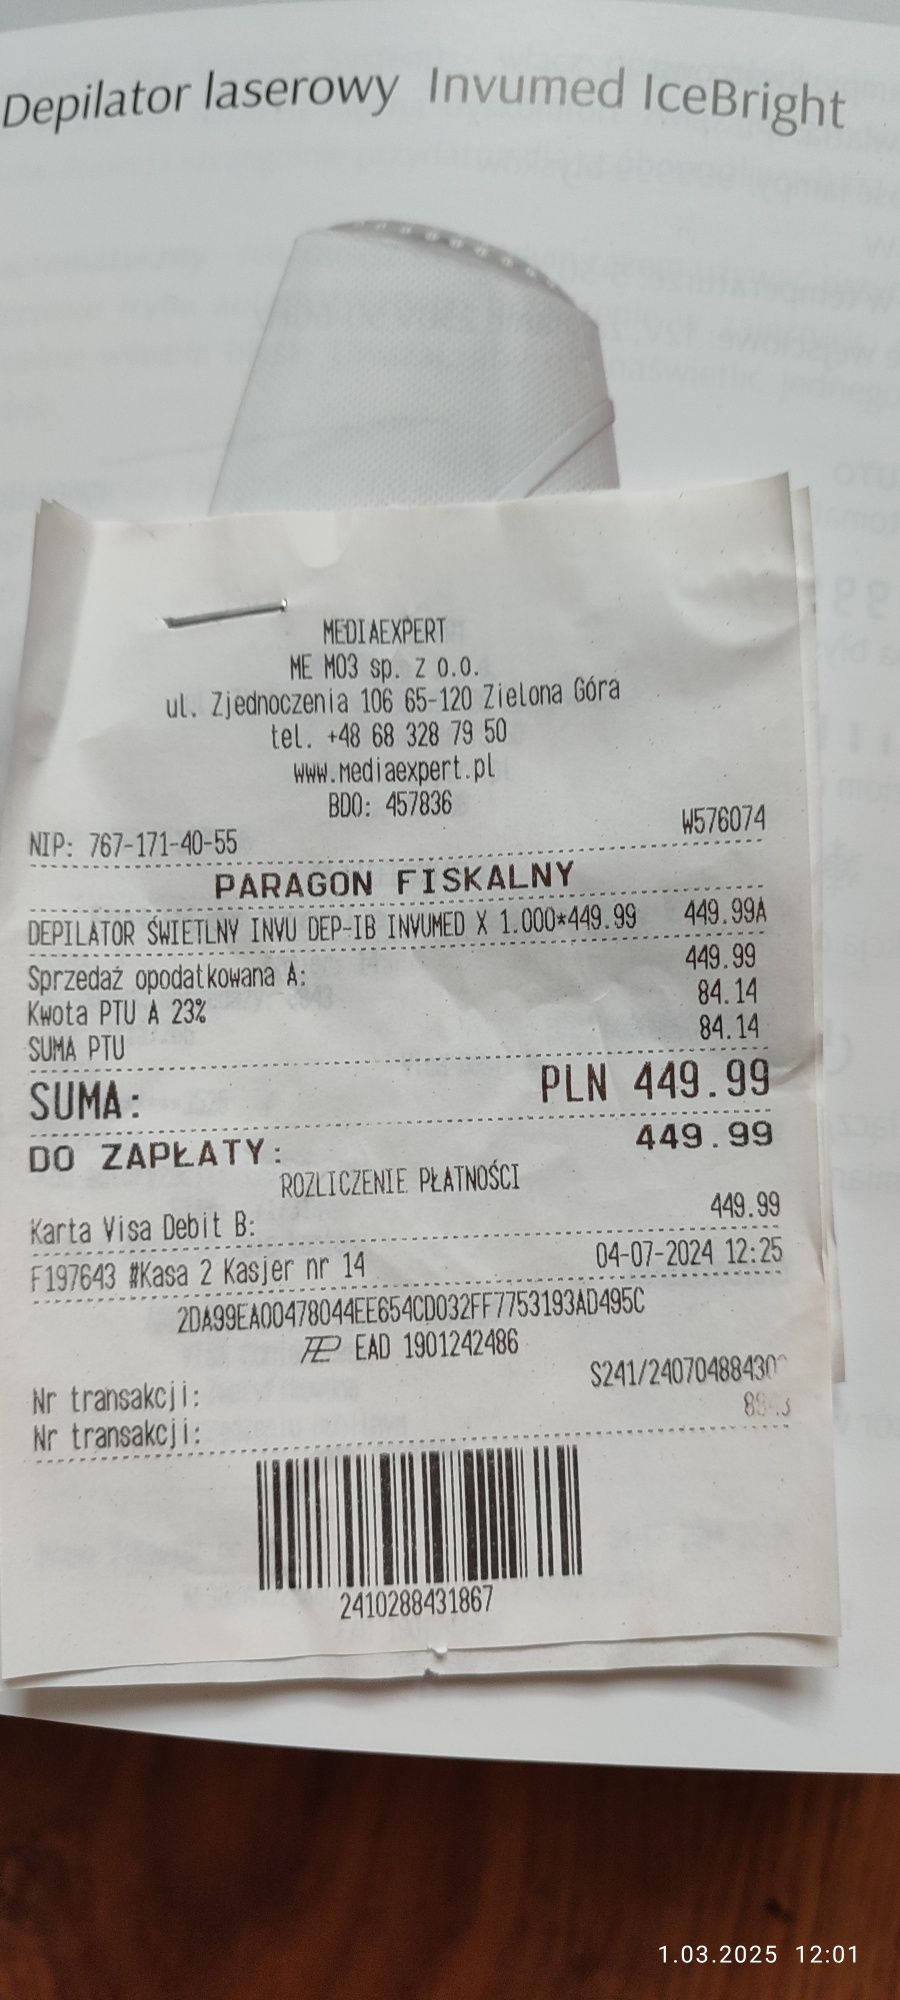 Depilator laserowy Invumed IceBright
MEDIAEXPERT
ME MO3 sp. z o.o.
ul. Zjednoczenia 106 65-120 Zielona Góra
tel. +48 68 328 79 50
www.mediaexpert.pl
BDO: 457836
NIP: 767-171-40-55 W576074
PARAGON FISKALNY
DEPILATOR ŚWIETLNY INVU DEP-IB INVUMED X 1.000*449.99 449.99A
Sprzedaż opodatkowana A: 449.99
Kwota PTU A 23% 84.14
SUMA PTU 84.14
SUMA: PLN 449.99
DO ZAPŁATY: 449.99
ROZLICZENIE PŁATNOŚCI
Karta Visa Debit B: 449.99
F197643 #Kasa 2 Kasjer nr 14 04-07-2024 12:25
2DA99EA00478044EE654CD032FF7753193AD495C
EAD 1901242486
Nr transakcji:
Nr transakcji:
2410288431867
1.03.2025 12:01